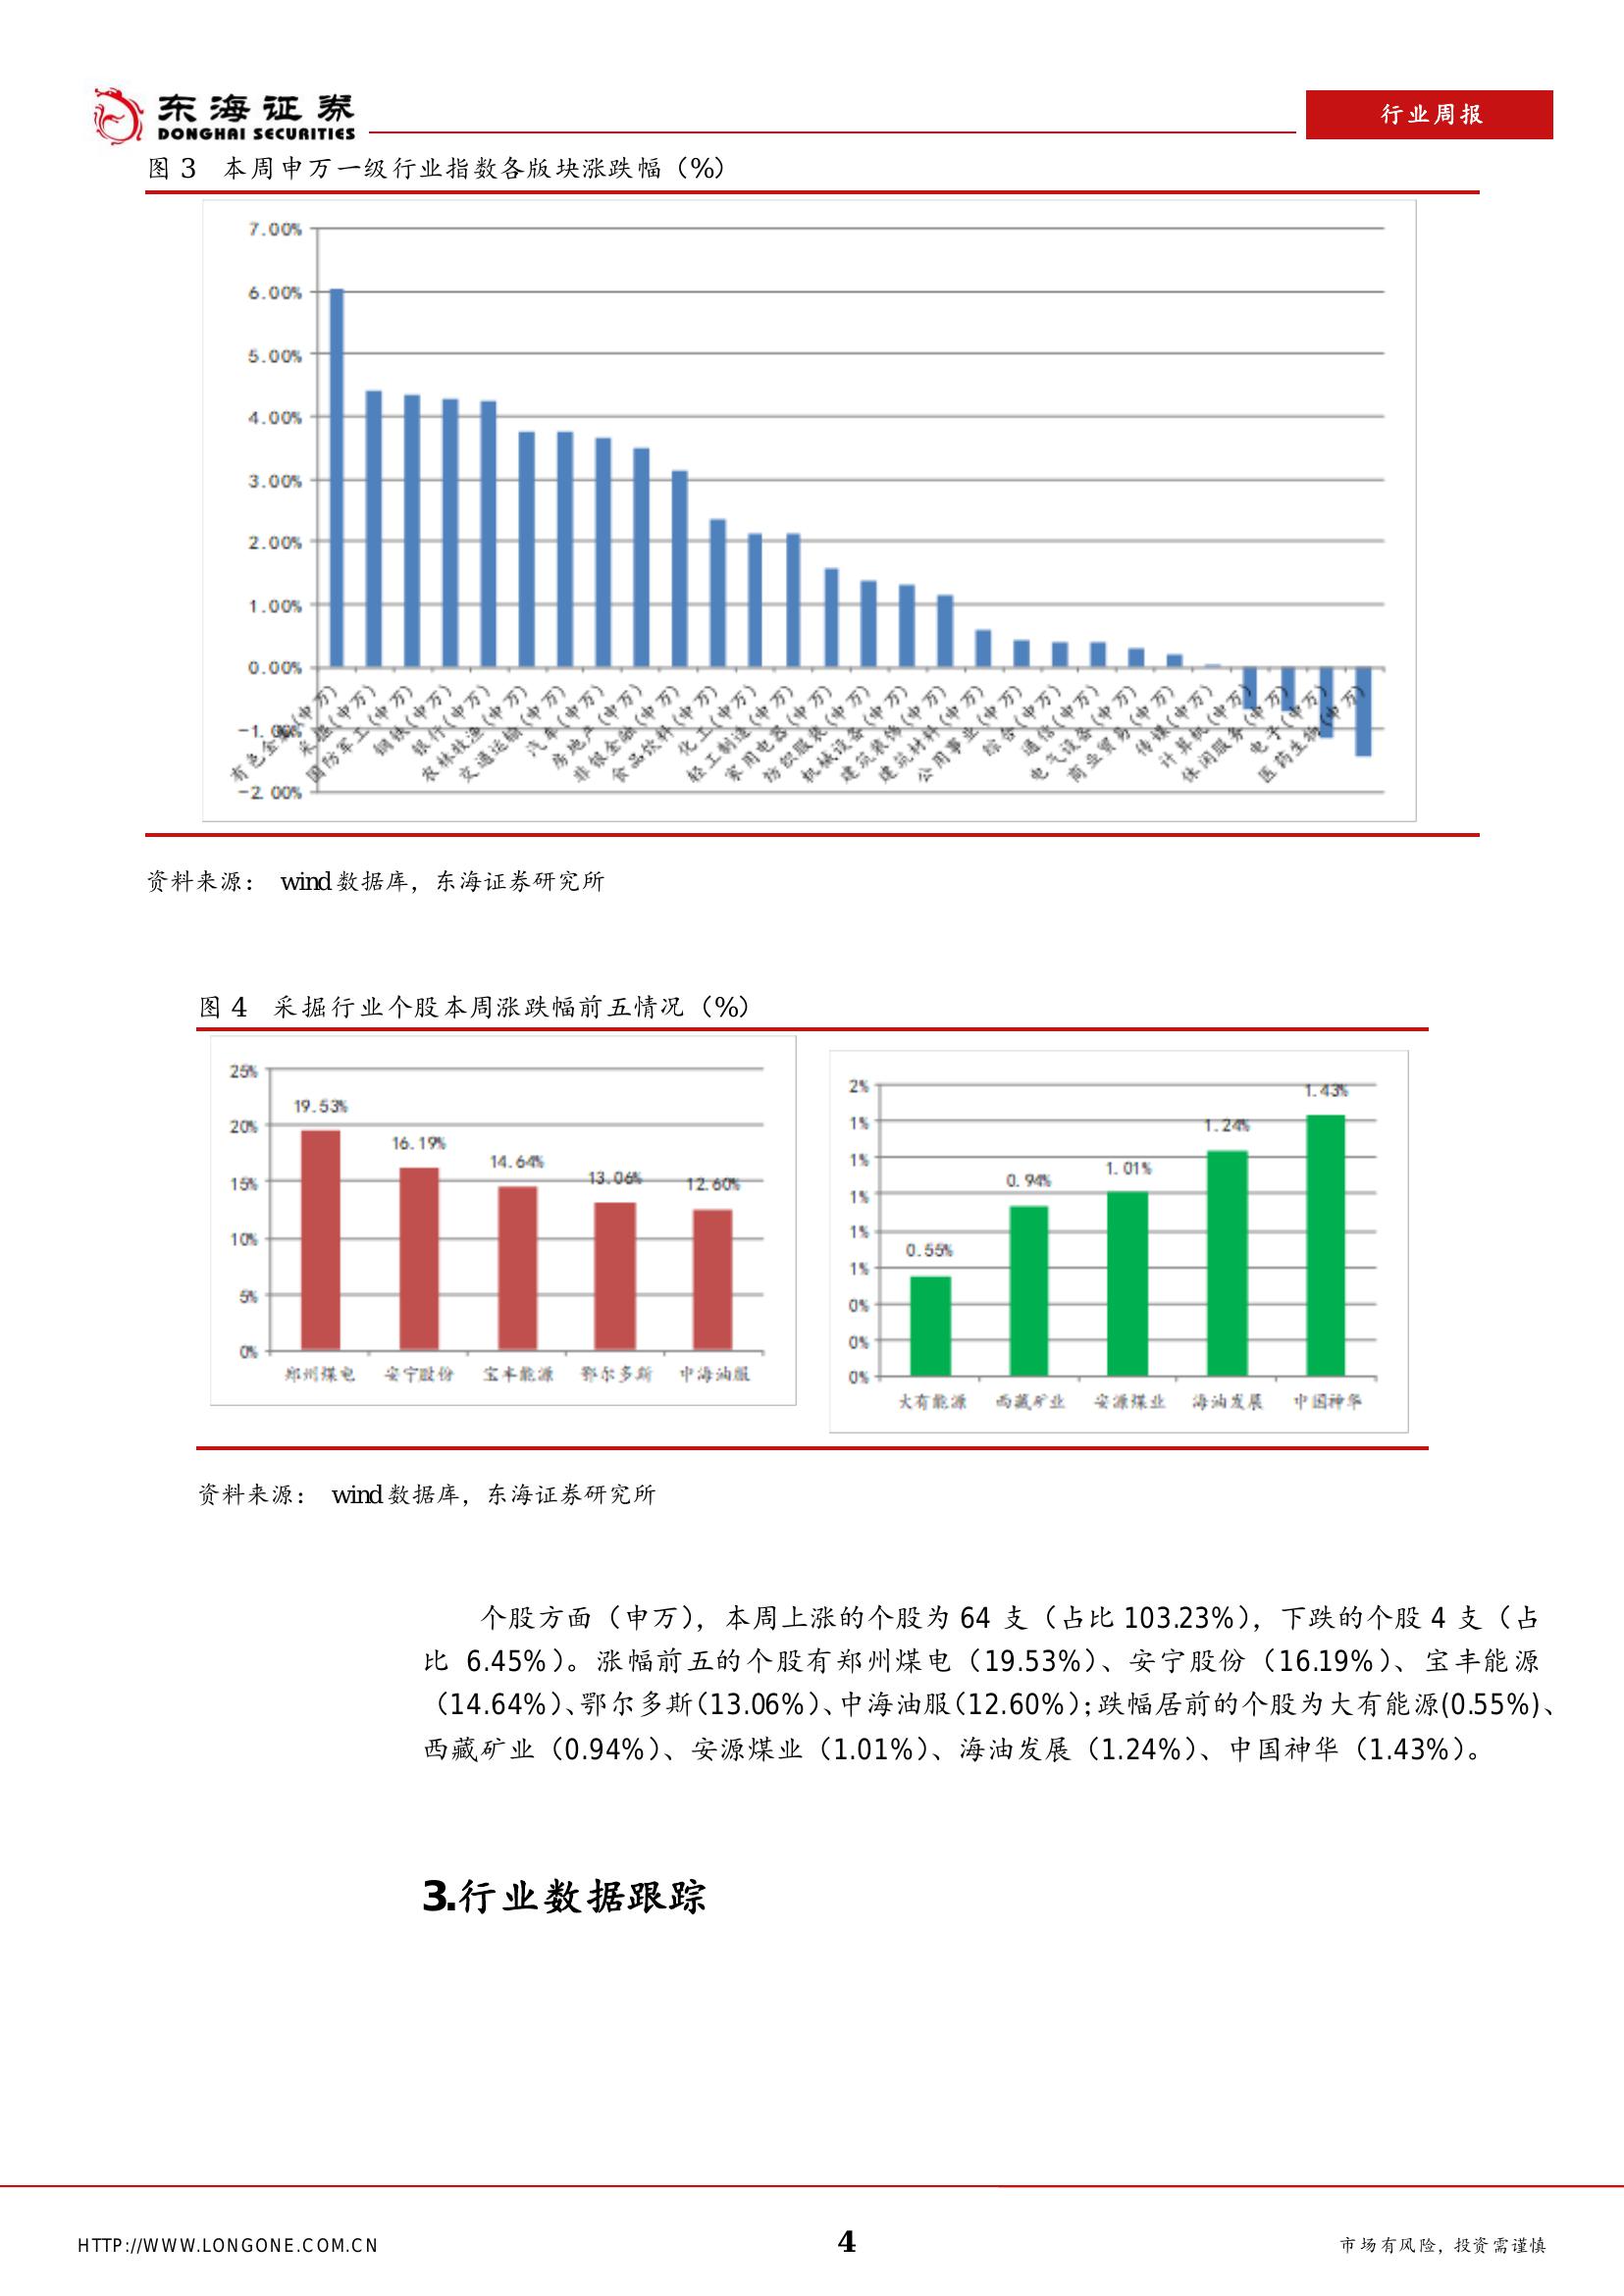 东海证券
DONGHAI SECURITIES
行业周报
图 3 本周申万一级行业指数各版块涨跌幅（%）
7.00%
6.00%
5.00%
4.00%
3.00%
2.00%
1.00%
0.00%
-1.00%
-2.00%
有色金属(申万)
采掘(申万)
国防军工(申万)
钢铁(申万)
银行(申万)
农林牧渔(申万)
交通运输(申万)
汽车(申万)
房地产(申万)
非银金融(申万)
食品饮料(申万)
化工(申万)
轻工制造(申万)
家用电器(申万)
纺织服装(申万)
机械设备(申万)
建筑装饰(申万)
建筑材料(申万)
公用事业(申万)
综合(申万)
通信(申万)
电气设备(申万)
商业贸易(申万)
传媒(申万)
计算机(申万)
休闲服务(申万)
电子(申万)
医药生物(申万)
资料来源： wind数据库，东海证券研究所
图 4 采掘行业个股本周涨跌幅前五情况（%）
25%
20%
15%
10%
5%
0%
19.53%
16.19%
14.64%
13.06%
12.60%
郑州煤电 安宁股份 宝丰能源 鄂尔多斯 中海油服
2%
1%
1%
1%
1%
1%
0%
0%
0%
0.55%
0.94%
1.01%
1.24%
1.43%
大有能源 西藏矿业 安源煤业 海油发展 中国神华
资料来源： wind数据库，东海证券研究所
个股方面（申万），本周上涨的个股为 64 支（占比 103.23%），下跌的个股 4 支（占
比 6.45%）。涨幅前五的个股有郑州煤电（19.53%）、安宁股份（16.19%）、宝丰能源
（14.64%）、鄂尔多斯（13.06%）、中海油服（12.60%）；跌幅居前的个股为大有能源(0.55%)、
西藏矿业（0.94%）、安源煤业（1.01%）、海油发展（1.24%）、中国神华（1.43%）。
3.行业数据跟踪
HTTP://WWW.LONGONE.COM.CN
4
市场有风险，投资需谨慎